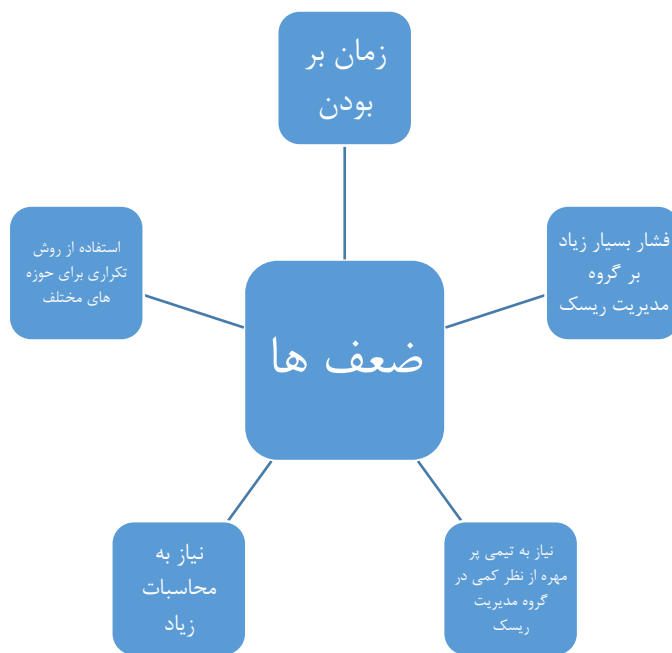 زمان بر
بودن
فشار بسیار زیاد
بر گروه
مدیریت ریسک
استفاده از روش
تکراری برای حوزه
های مختلف
ضعف ها
نیاز به
محاسبات
زیاد
نیاز به تیمی پر
مهره از نظر کمی در
گروه مدیریت
ریسک